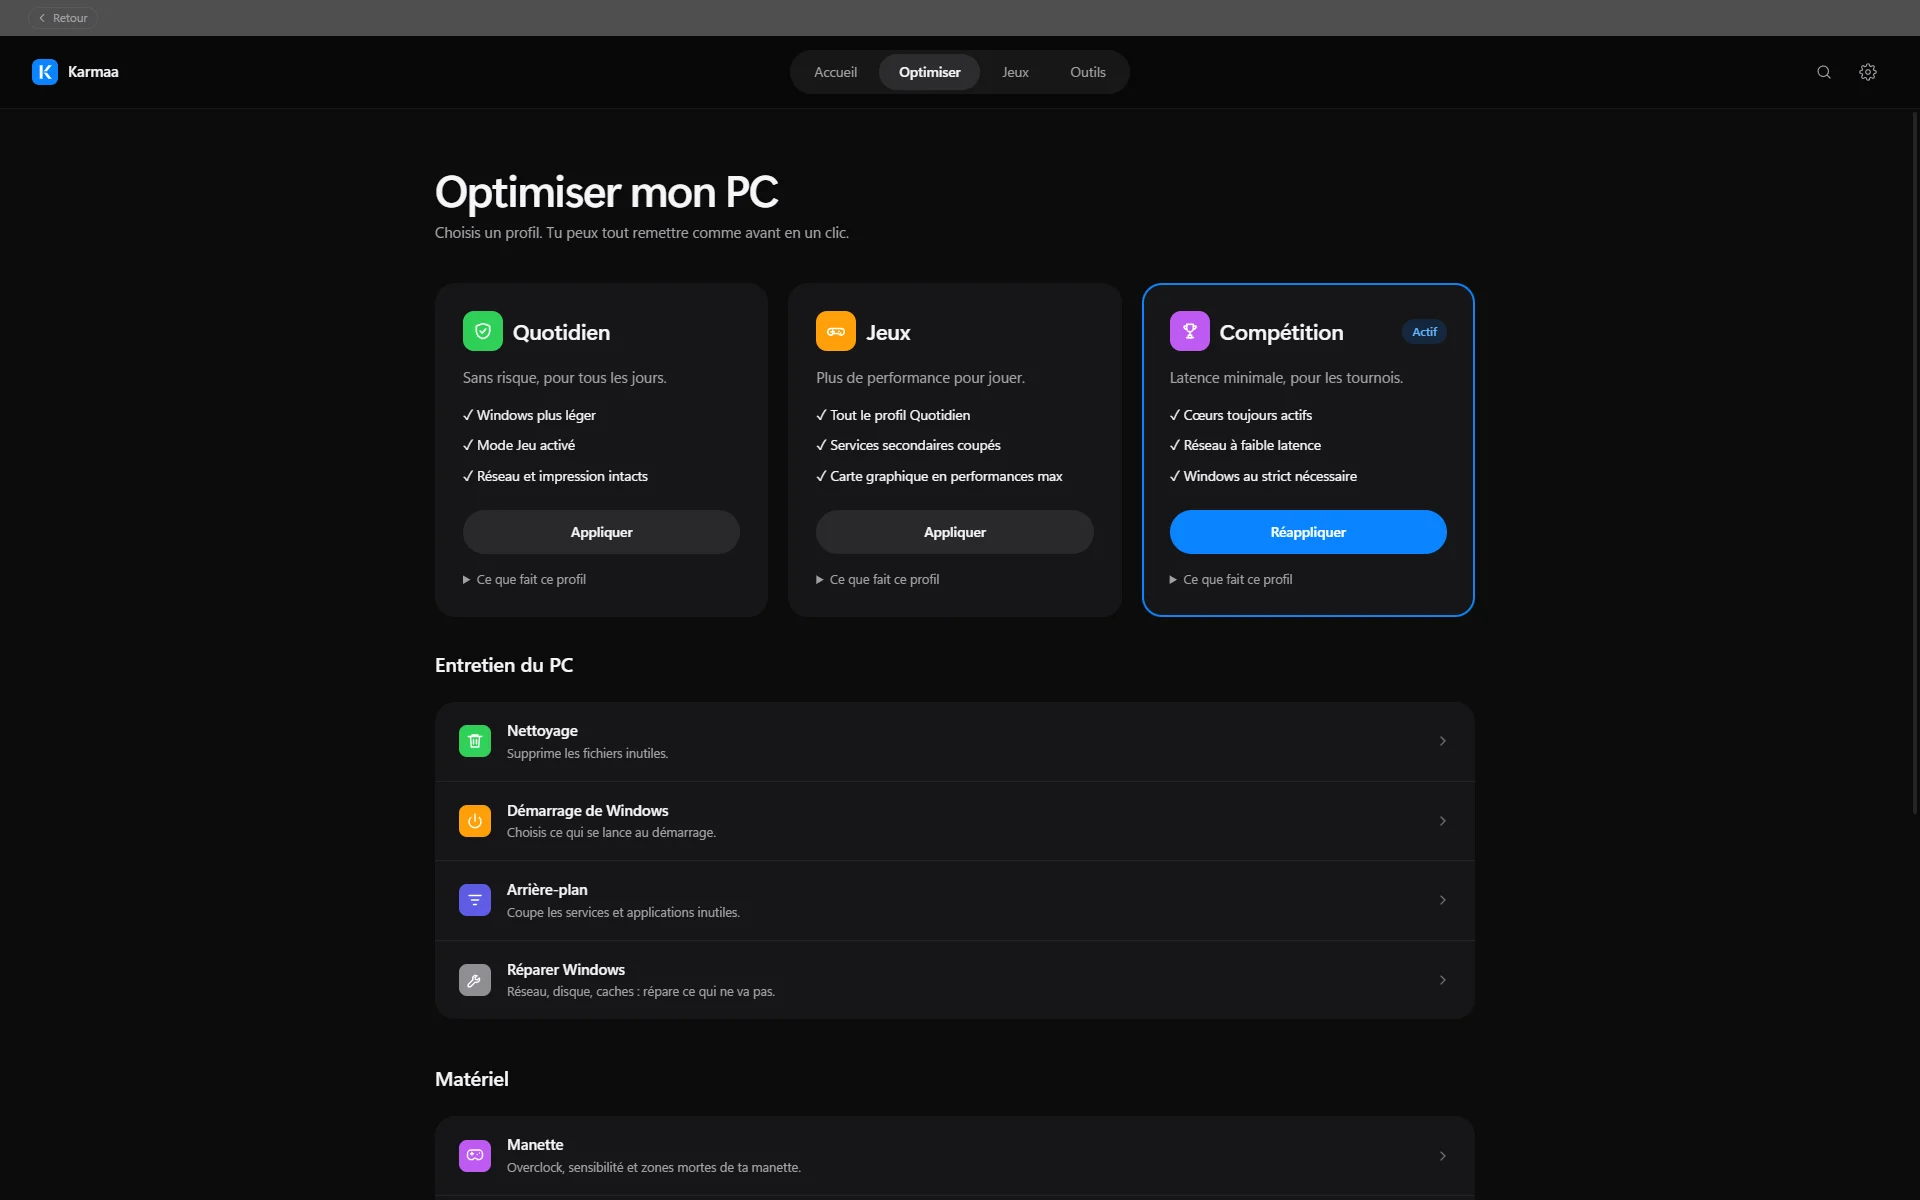 Retour
Karmaa
Accueil
Optimiser
Jeux
Outils
Optimiser mon PC
Choisis un profil. Tu peux tout remettre comme avant en un clic.
Quotidien
Sans risque, pour tous les jours.
✓ Windows plus léger
✓ Mode Jeu activé
✓ Réseau et impression intacts
Appliquer
Ce que fait ce profil
Jeux
Plus de performance pour jouer.
✓ Tout le profil Quotidien
✓ Services secondaires coupés
✓ Carte graphique en performances max
Appliquer
Ce que fait ce profil
Compétition
Actif
Latence minimale, pour les tournois.
✓ Cœurs toujours actifs
✓ Réseau à faible latence
✓ Windows au strict nécessaire
Réappliquer
Ce que fait ce profil
Entretien du PC
Nettoyage
Supprime les fichiers inutiles.
Démarrage de Windows
Choisis ce qui se lance au démarrage.
Arrière-plan
Coupe les services et applications inutiles.
Réparer Windows
Réseau, disque, caches : répare ce qui ne va pas.
Matériel
Manette
Overclock, sensibilité et zones mortes de ta manette.